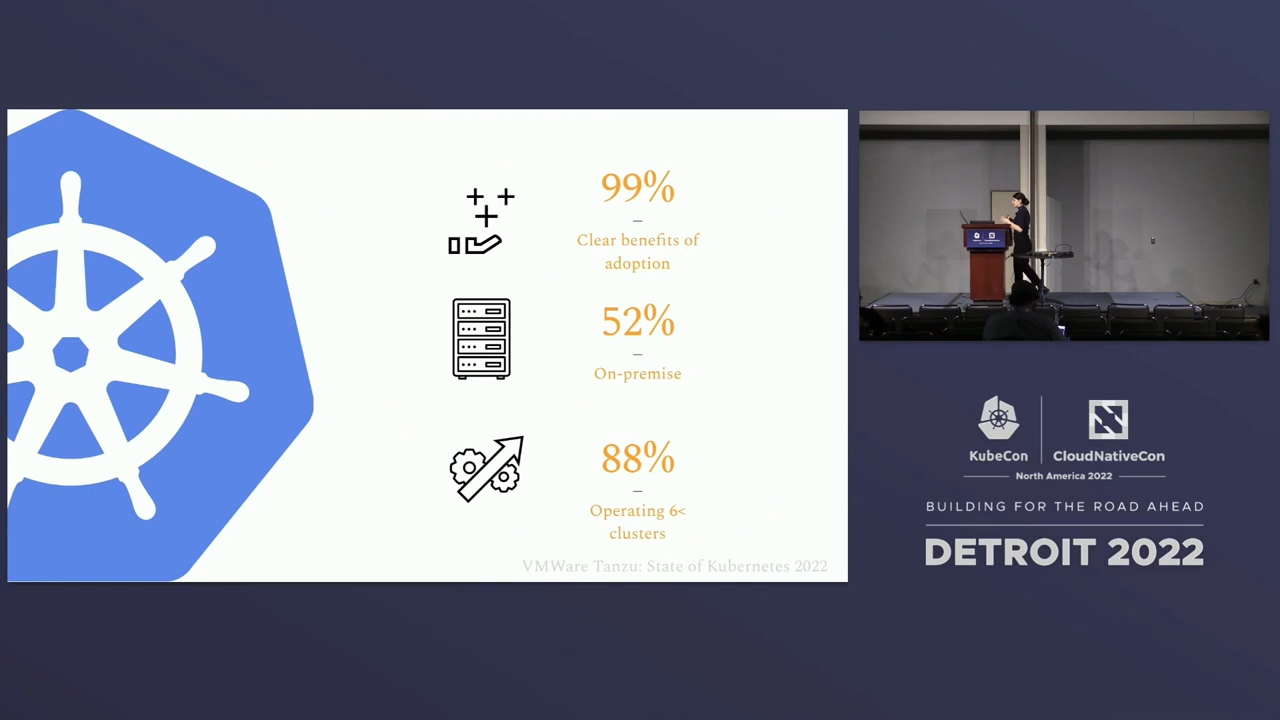 99%
–
Clear benefits of
adoption
52%
–
On-premise
88%
–
Operating 6<
clusters
VMWare Tanzu: State of Kubernetes 2022
KubeCon
CloudNativeCon
North America 2022
BUILDING FOR THE ROAD AHEAD
DETROIT 2022